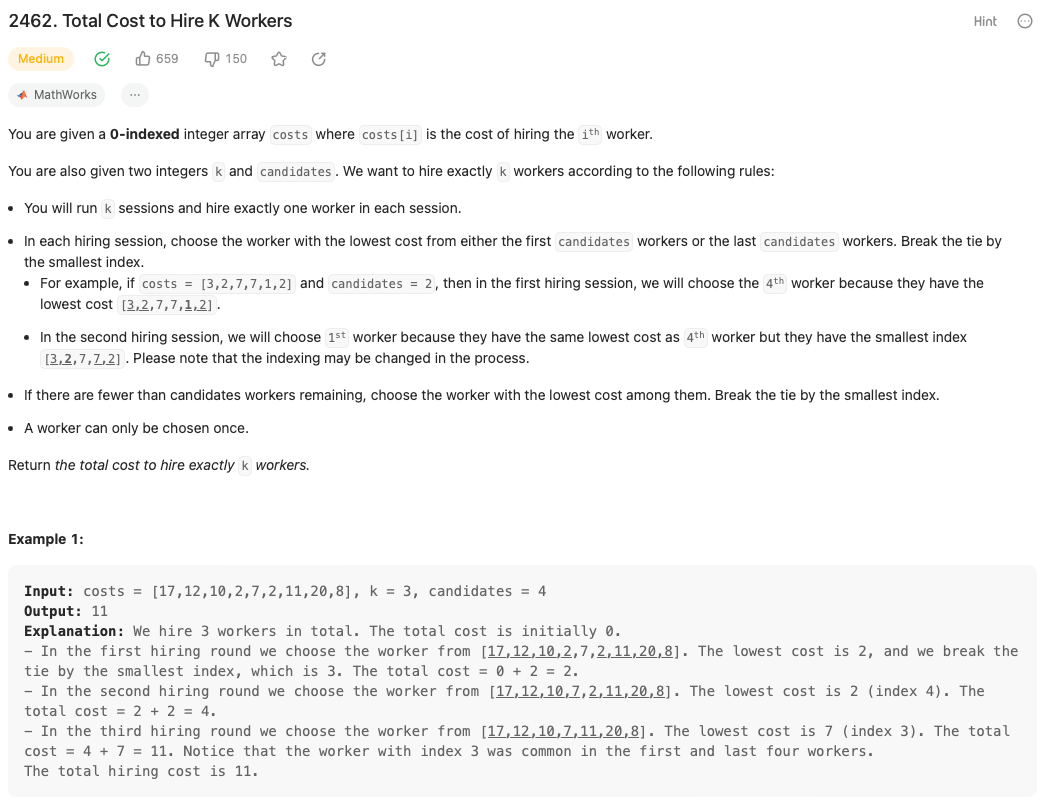 2462. Total Cost to Hire K Workers
Hint
Medium 659 150
MathWorks ...
You are given a 0-indexed integer array costs where costs[i] is the cost of hiring the ith worker.
You are also given two integers k and candidates. We want to hire exactly k workers according to the following rules:
• You will run k sessions and hire exactly one worker in each session.
• In each hiring session, choose the worker with the lowest cost from either the first candidates workers or the last candidates workers. Break the tie by
the smallest index.
• For example, if costs = [3,2,7,7,1,2] and candidates = 2, then in the first hiring session, we will choose the 4th worker because they have the
lowest cost [3,2,7,7,1,2].
• In the second hiring session, we will choose 1st worker because they have the same lowest cost as 4th worker but they have the smallest index
[3,2,7,7,2]. Please note that the indexing may be changed in the process.
• If there are fewer than candidates workers remaining, choose the worker with the lowest cost among them. Break the tie by the smallest index.
• A worker can only be chosen once.
Return the total cost to hire exactly k workers.
Example 1:
Input: costs = [17,12,10,2,7,2,11,20,8], k = 3, candidates = 4
Output: 11
Explanation: We hire 3 workers in total. The total cost is initially 0.
- In the first hiring round we choose the worker from [17,12,10,2,7,2,11,20,8]. The lowest cost is 2, and we break the
tie by the smallest index, which is 3. The total cost = 0 + 2 = 2.
- In the second hiring round we choose the worker from [17,12,10,7,2,11,20,8]. The lowest cost is 2 (index 4). The
total cost = 2 + 2 = 4.
- In the third hiring round we choose the worker from [17,12,10,7,11,20,8]. The lowest cost is 7 (index 3). The total
cost = 4 + 7 = 11. Notice that the worker with index 3 was common in the first and last four workers.
The total hiring cost is 11.